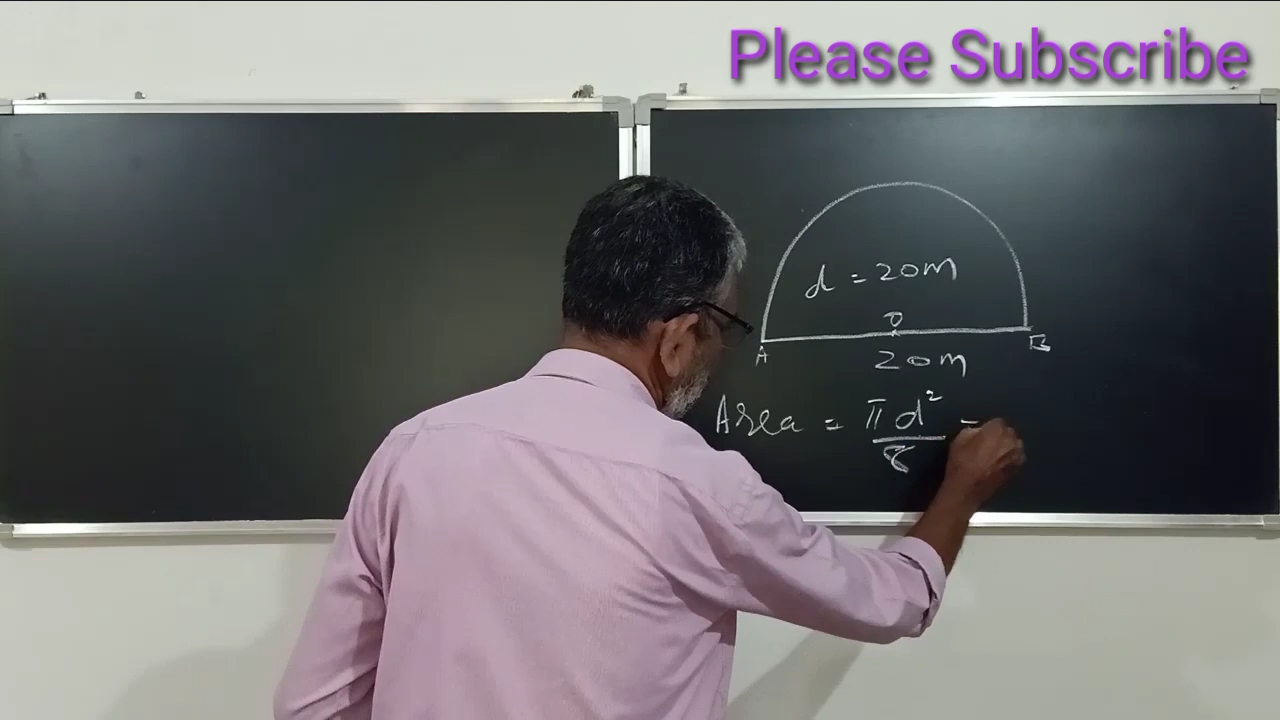 Please Subscribe
d = 20m
O
A
B
20m
Area = πd²/8 =